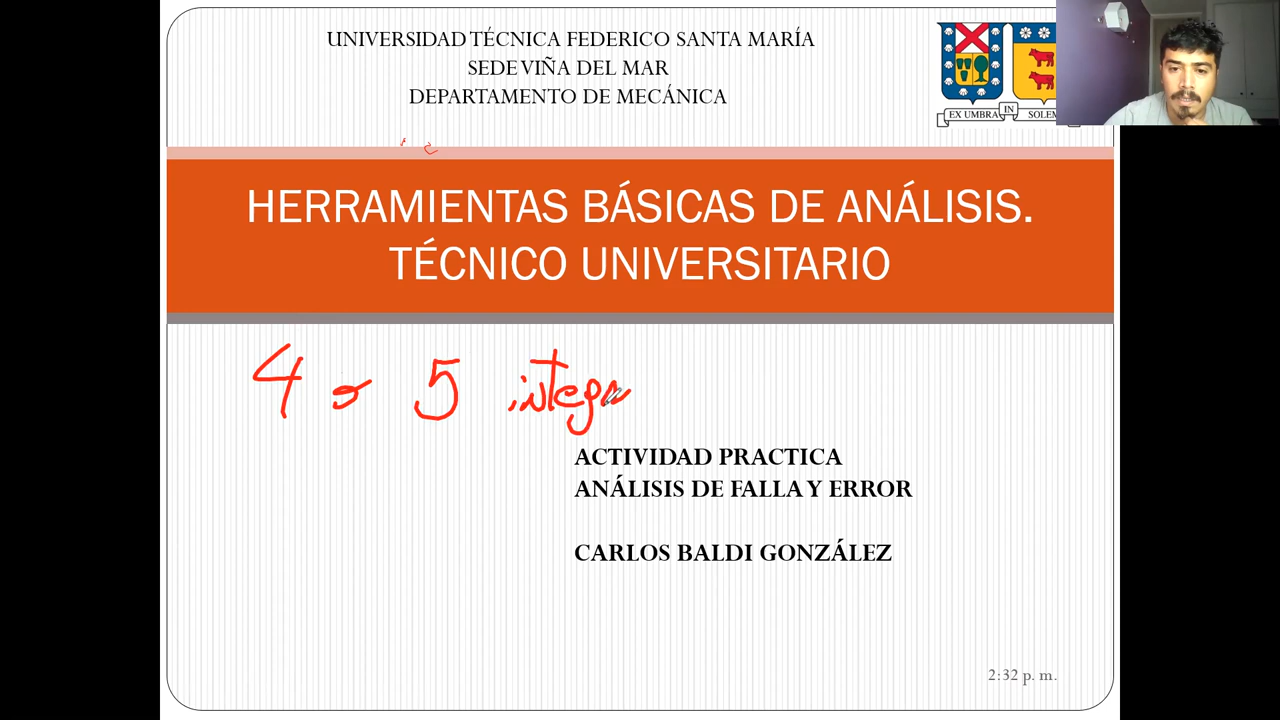 UNIVERSIDAD TÉCNICA FEDERICO SANTA MARÍA
SEDE VIÑA DEL MAR
DEPARTAMENTO DE MECÁNICA
EX UMBRA IN SOLEM
HERRAMIENTAS BÁSICAS DE ANÁLISIS.
TÉCNICO UNIVERSITARIO
4 o 5 integr
ACTIVIDAD PRACTICA
ANÁLISIS DE FALLA Y ERROR
CARLOS BALDI GONZÁLEZ
2:32 p. m.